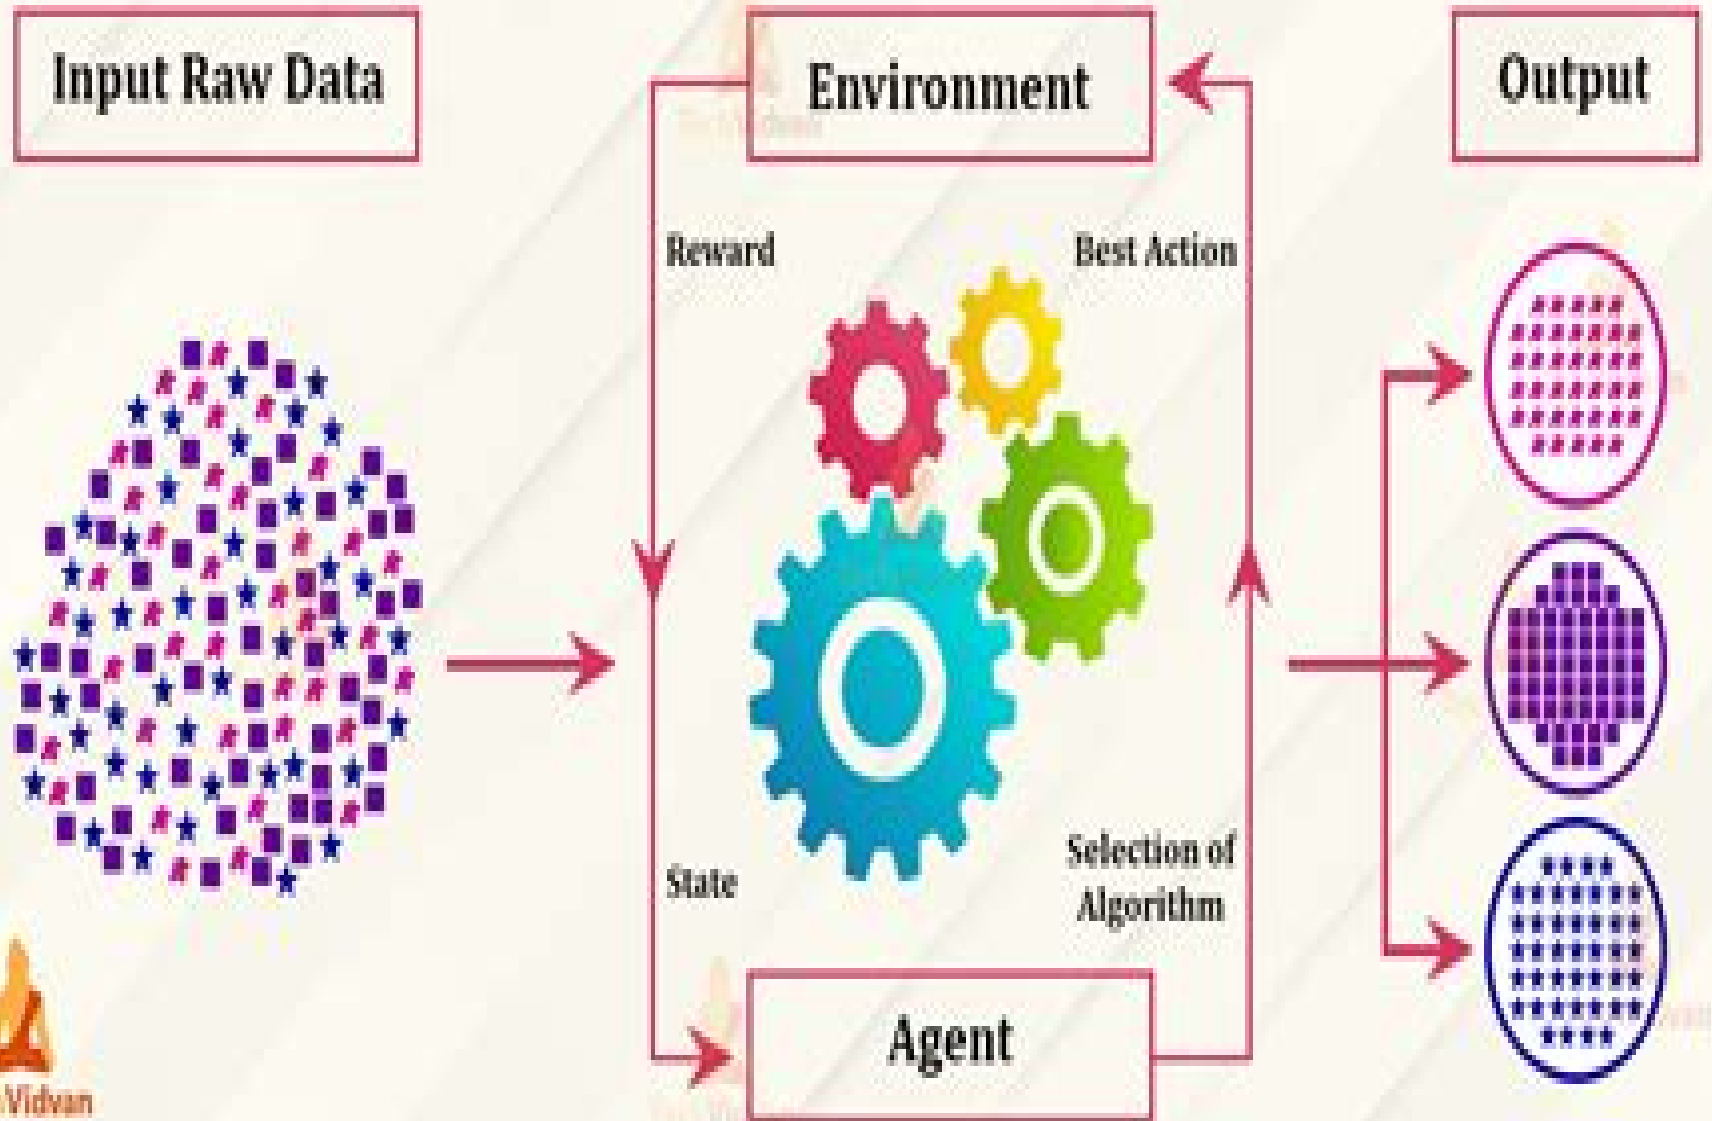 Input Raw Data
Environment
Output
Reward
Best Action
State
Selection of
Algorithm
Agent
Vidvan